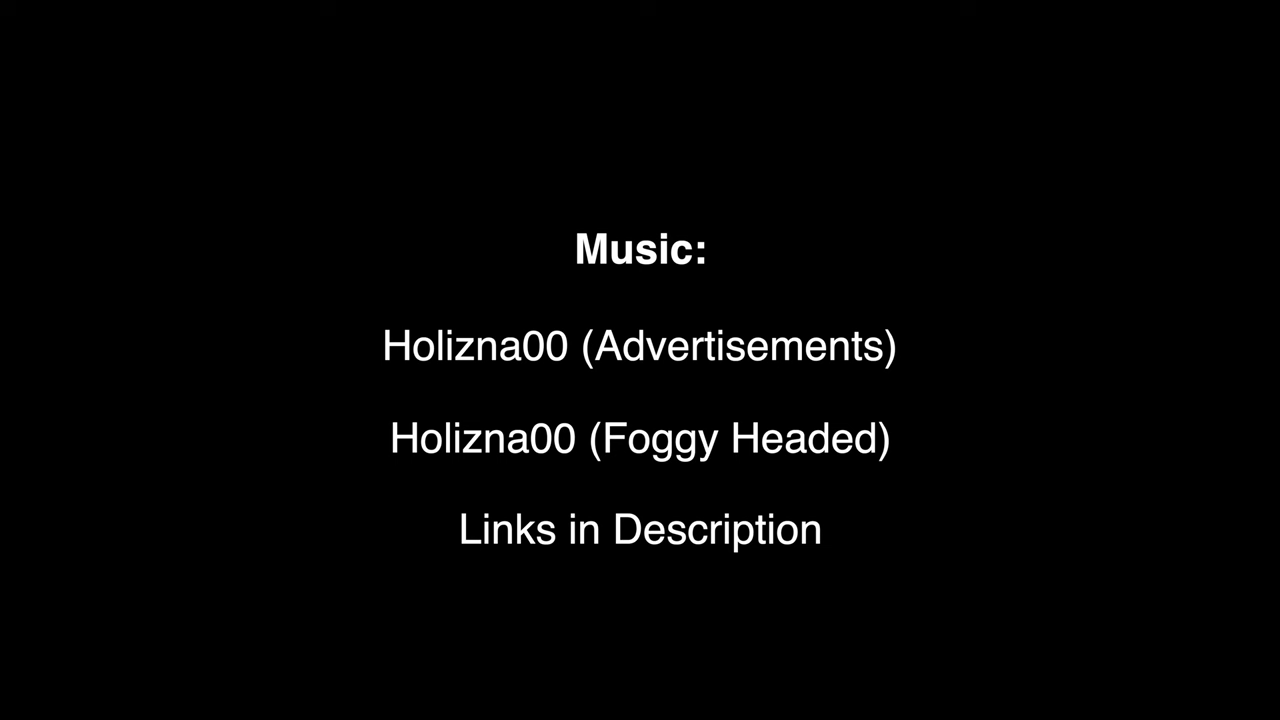 Music:
Holizna00 (Advertisements)
Holizna00 (Foggy Headed)
Links in Description